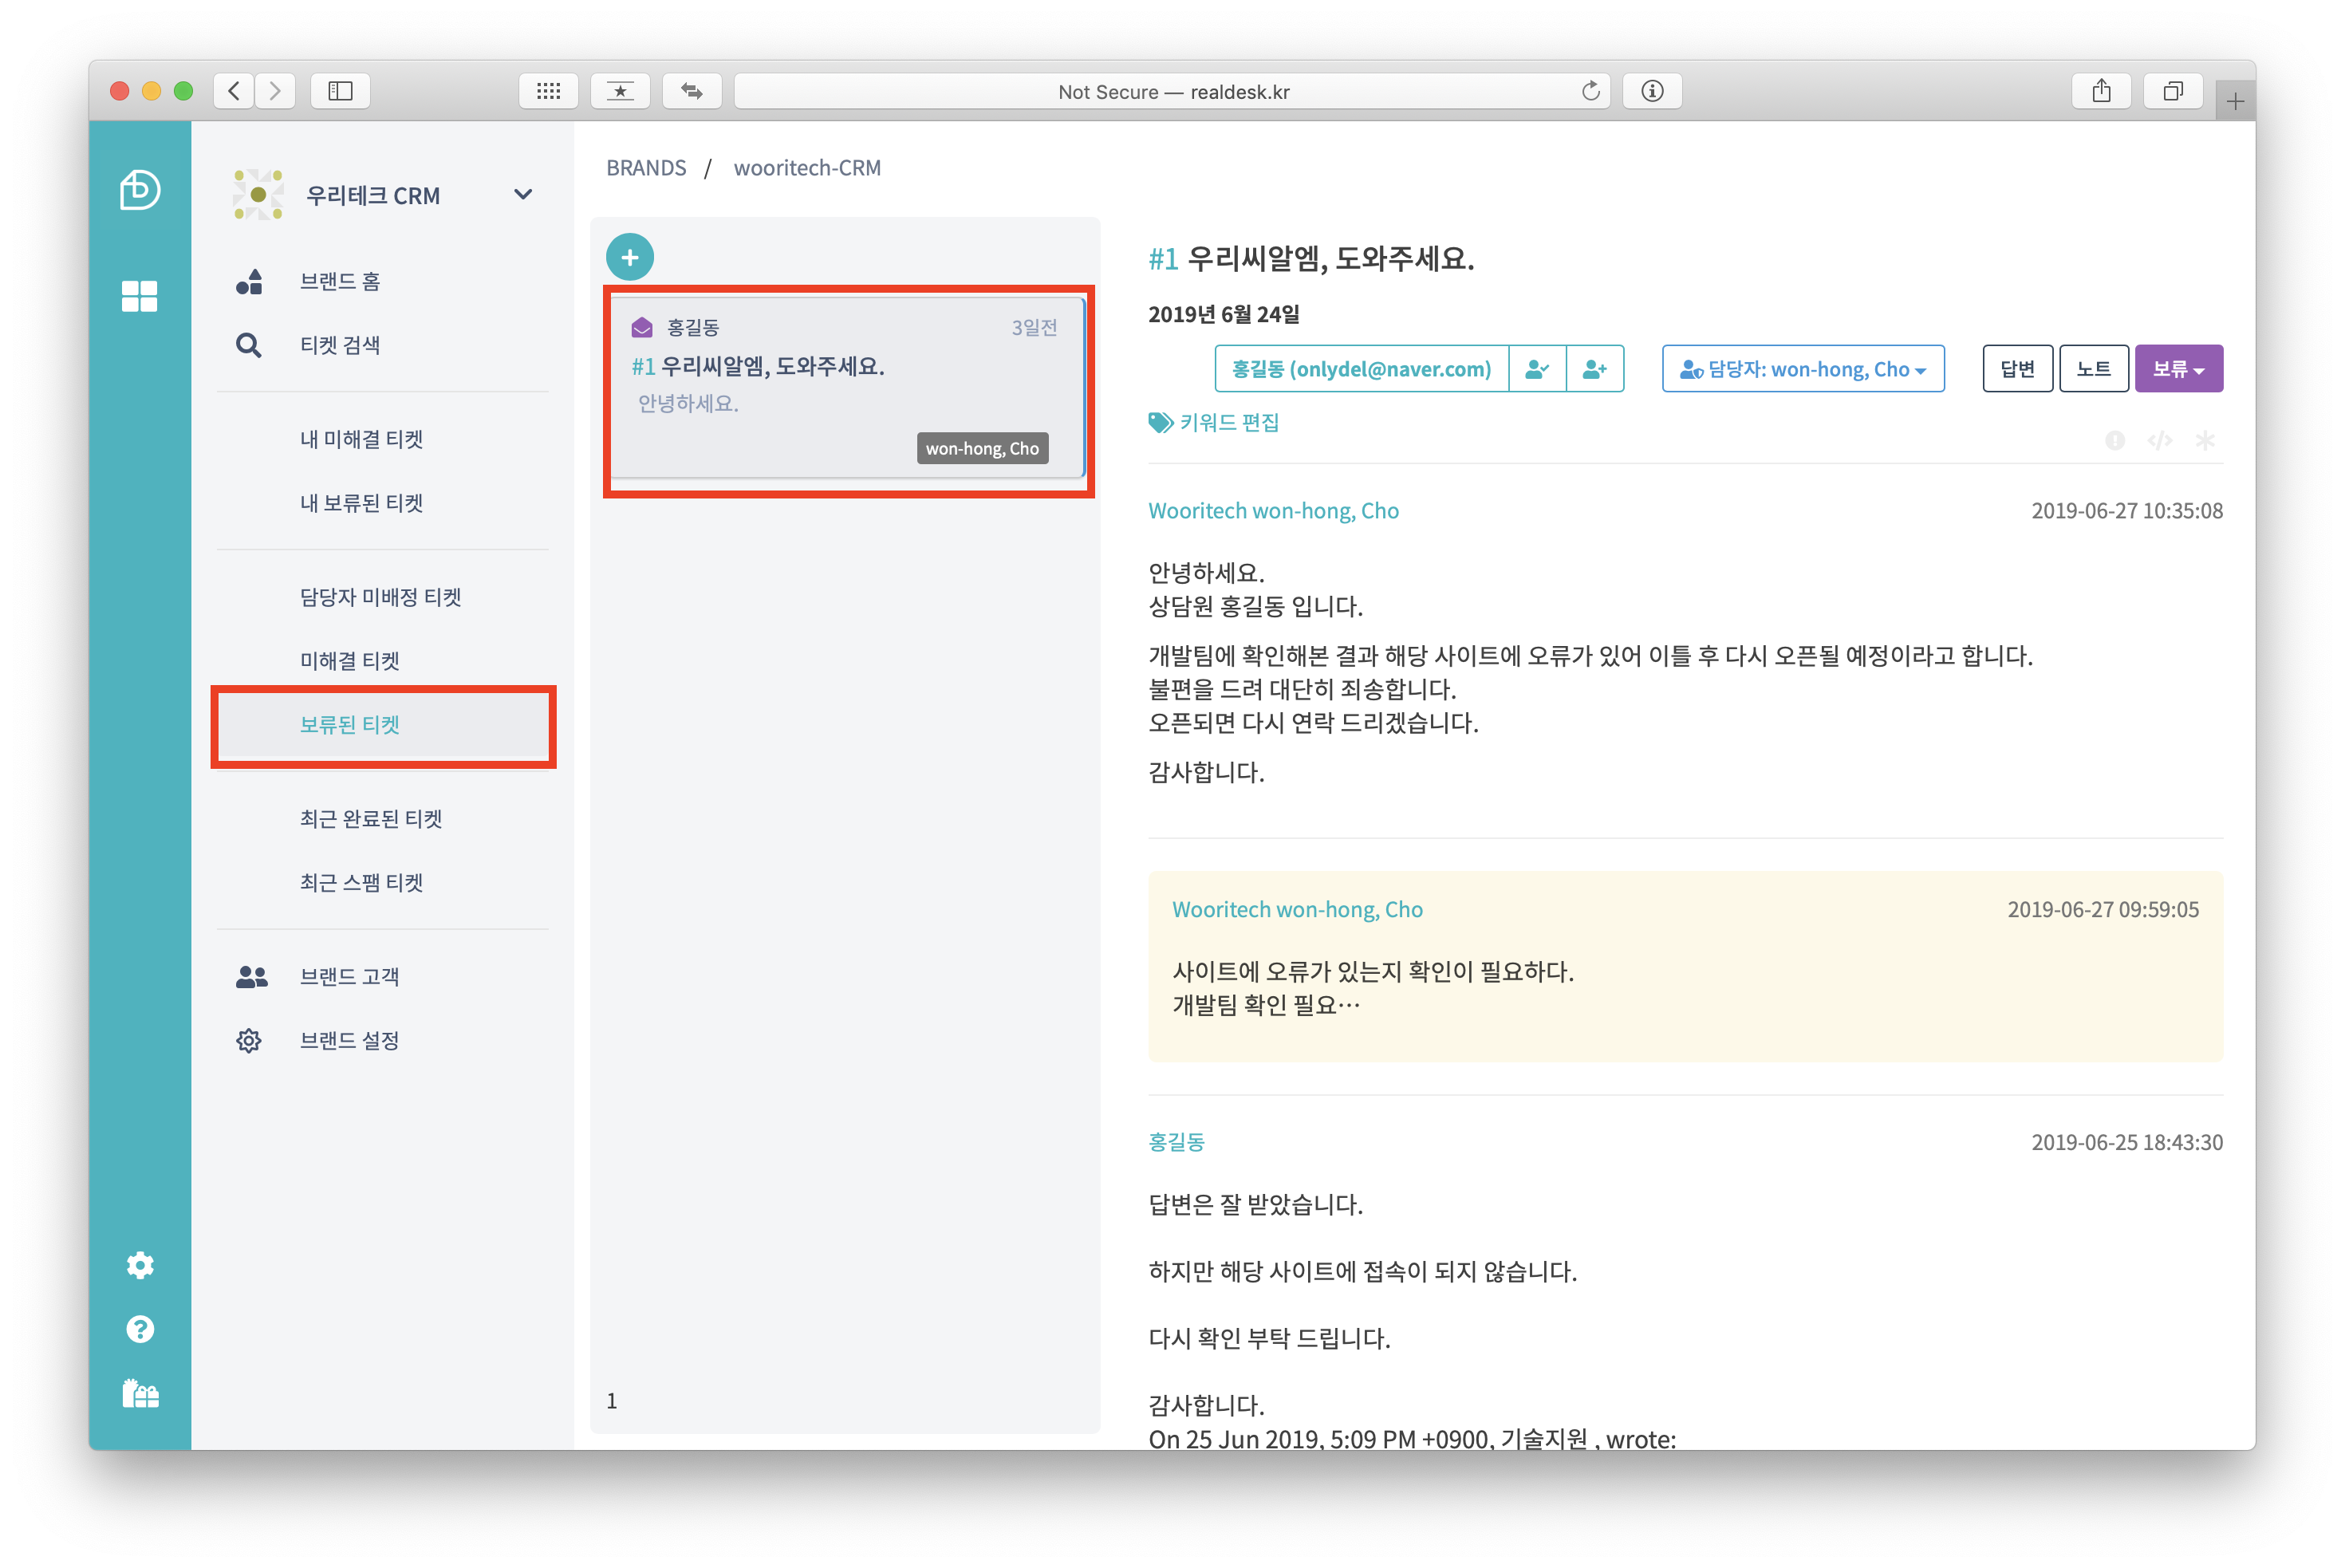 Not Secure — realdesk.kr
우리테크 CRM
브랜드 홈
티켓 검색
내 미해결 티켓
내 보류된 티켓
담당자 미배정 티켓
미해결 티켓
보류된 티켓
최근 완료된 티켓
최근 스팸 티켓
브랜드 고객
브랜드 설정
BRANDS / wooritech-CRM
홍길동 3일전
#1 우리씨알엠, 도와주세요.
안녕하세요.
won-hong, Cho
1
#1 우리씨알엠, 도와주세요.
2019년 6월 24일
홍길동 (onlydel@naver.com) 담당자: won-hong, Cho 답변 노트 보류
키워드 편집
Wooritech won-hong, Cho 2019-06-27 10:35:08
안녕하세요.
상담원 홍길동 입니다.
개발팀에 확인해본 결과 해당 사이트에 오류가 있어 이틀 후 다시 오픈될 예정이라고 합니다.
불편을 드려 대단히 죄송합니다.
오픈되면 다시 연락 드리겠습니다.
감사합니다.
Wooritech won-hong, Cho 2019-06-27 09:59:05
사이트에 오류가 있는지 확인이 필요하다.
개발팀 확인 필요…
홍길동 2019-06-25 18:43:30
답변은 잘 받았습니다.
하지만 해당 사이트에 접속이 되지 않습니다.
다시 확인 부탁 드립니다.
감사합니다.
On 25 Jun 2019, 5:09 PM +0900, 기술지원 , wrote: